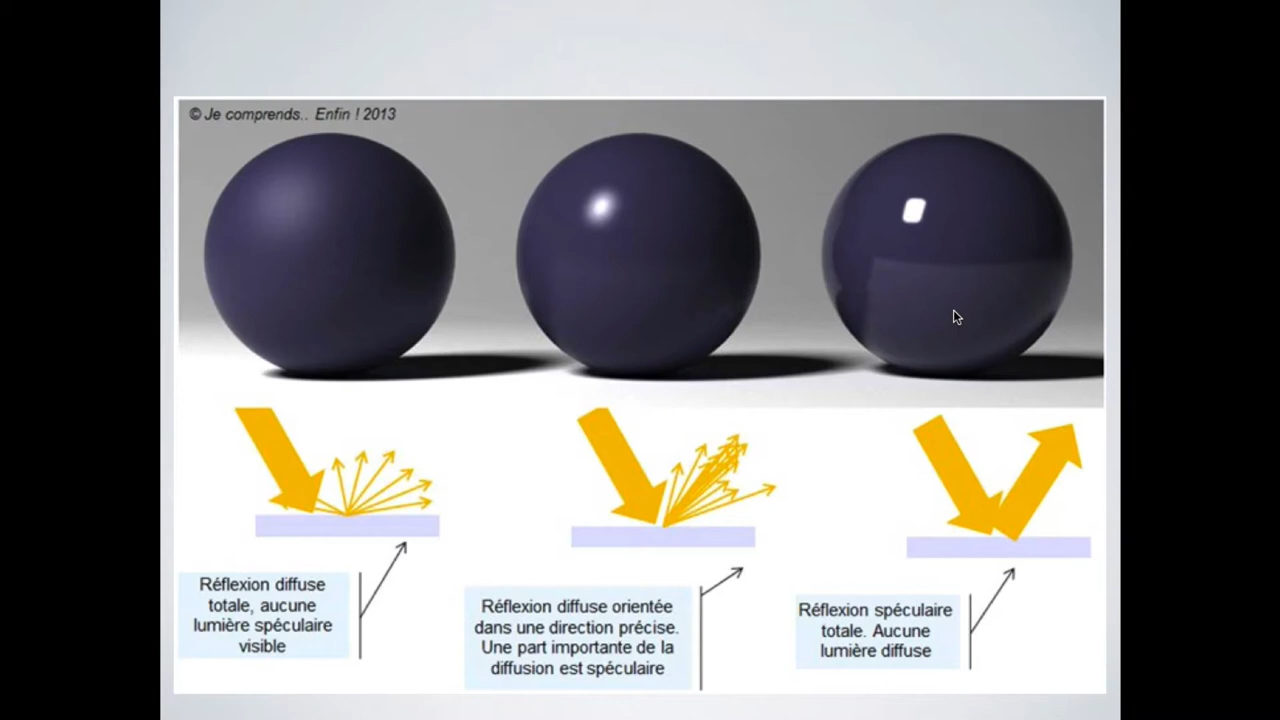 © Je comprends.. Enfin ! 2013
Réflexion diffuse
totale, aucune
lumière spéculaire
visible
Réflexion diffuse orientée
dans une direction précise.
Une part importante de la
diffusion est spéculaire
Réflexion spéculaire
totale. Aucune
lumière diffuse